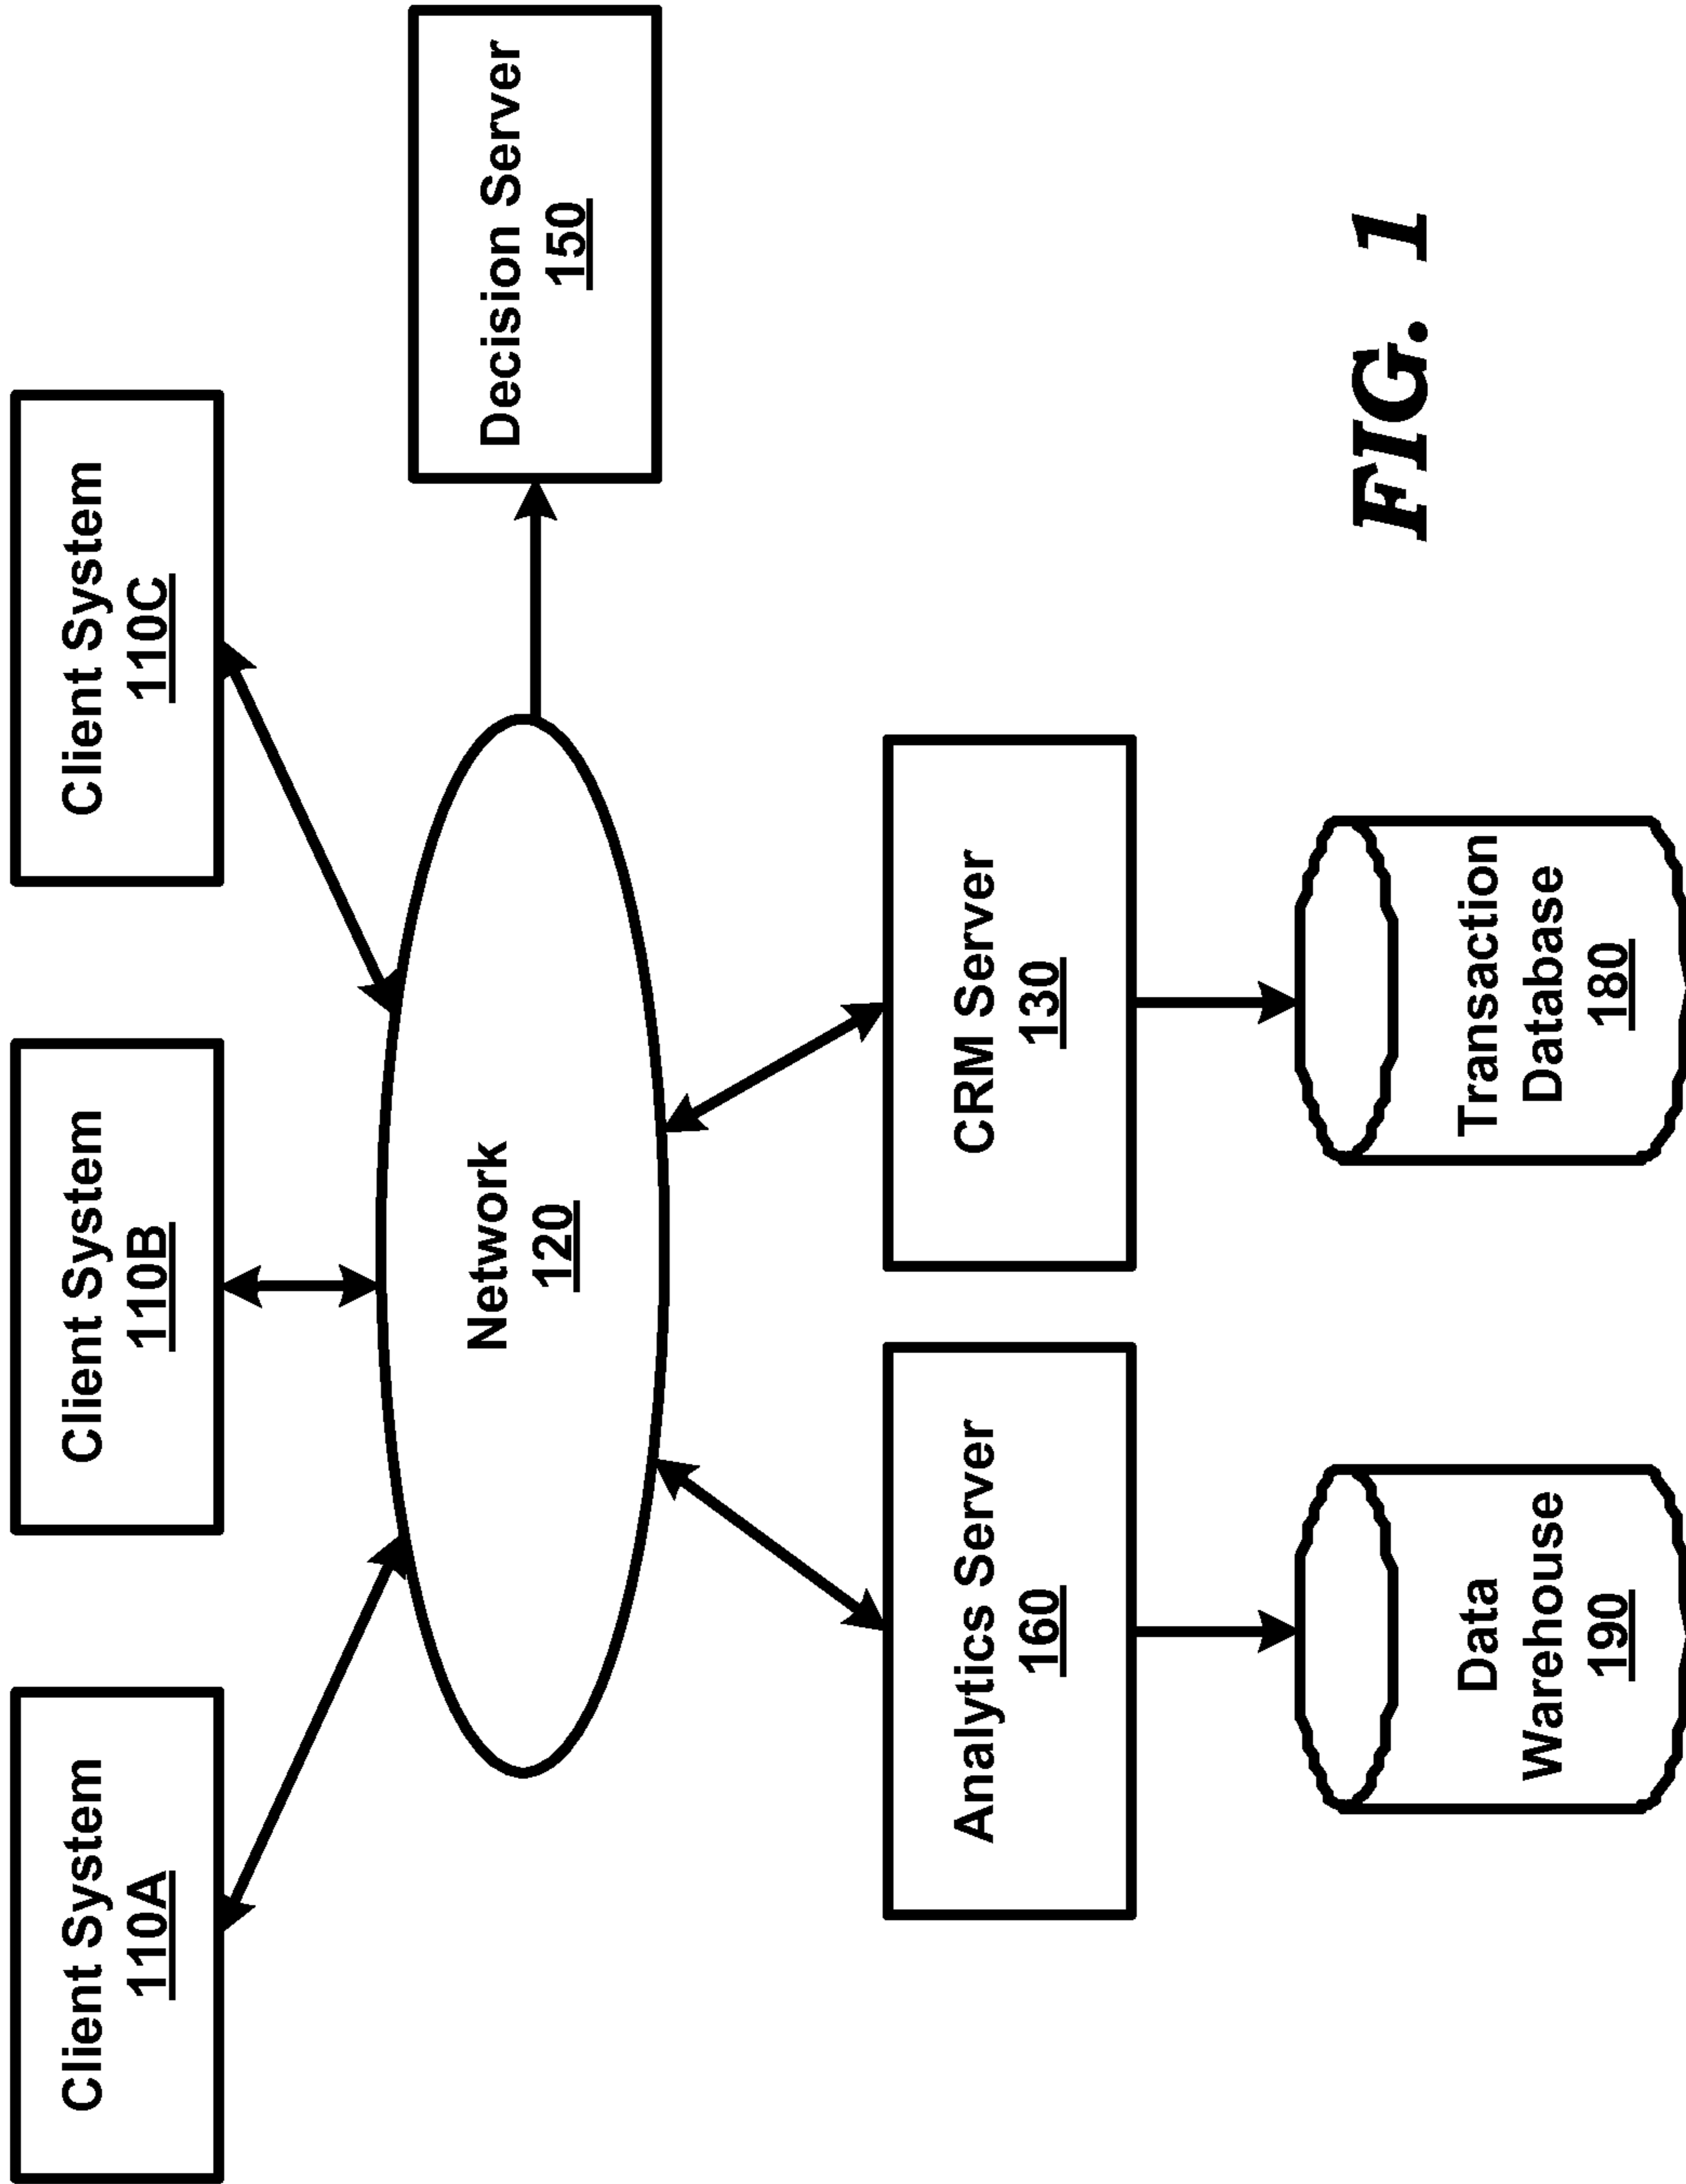 Client System
110A
Client System
110B
Client System
110C
Network
120
Decision Server
150
Analytics Server
160
CRM Server
130
Data
Warehouse
190
Transaction
Database
180
FIG. 1